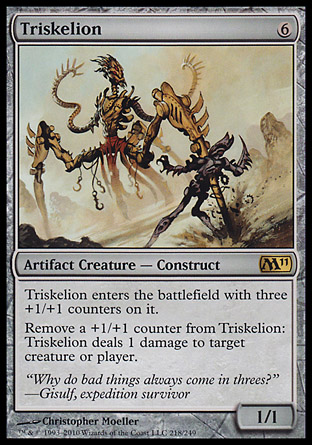 Triskelion 6
Artifact Creature — Construct M11
Triskelion enters the battlefield with three
+1/+1 counters on it.
Remove a +1/+1 counter from Triskelion:
Triskelion deals 1 damage to target
creature or player.
“Why do bad things always come in threes?”
—Gisulf, expedition survivor
Christopher Moeller
™ & © 1993–2010 Wizards of the Coast LLC 218/249
1/1